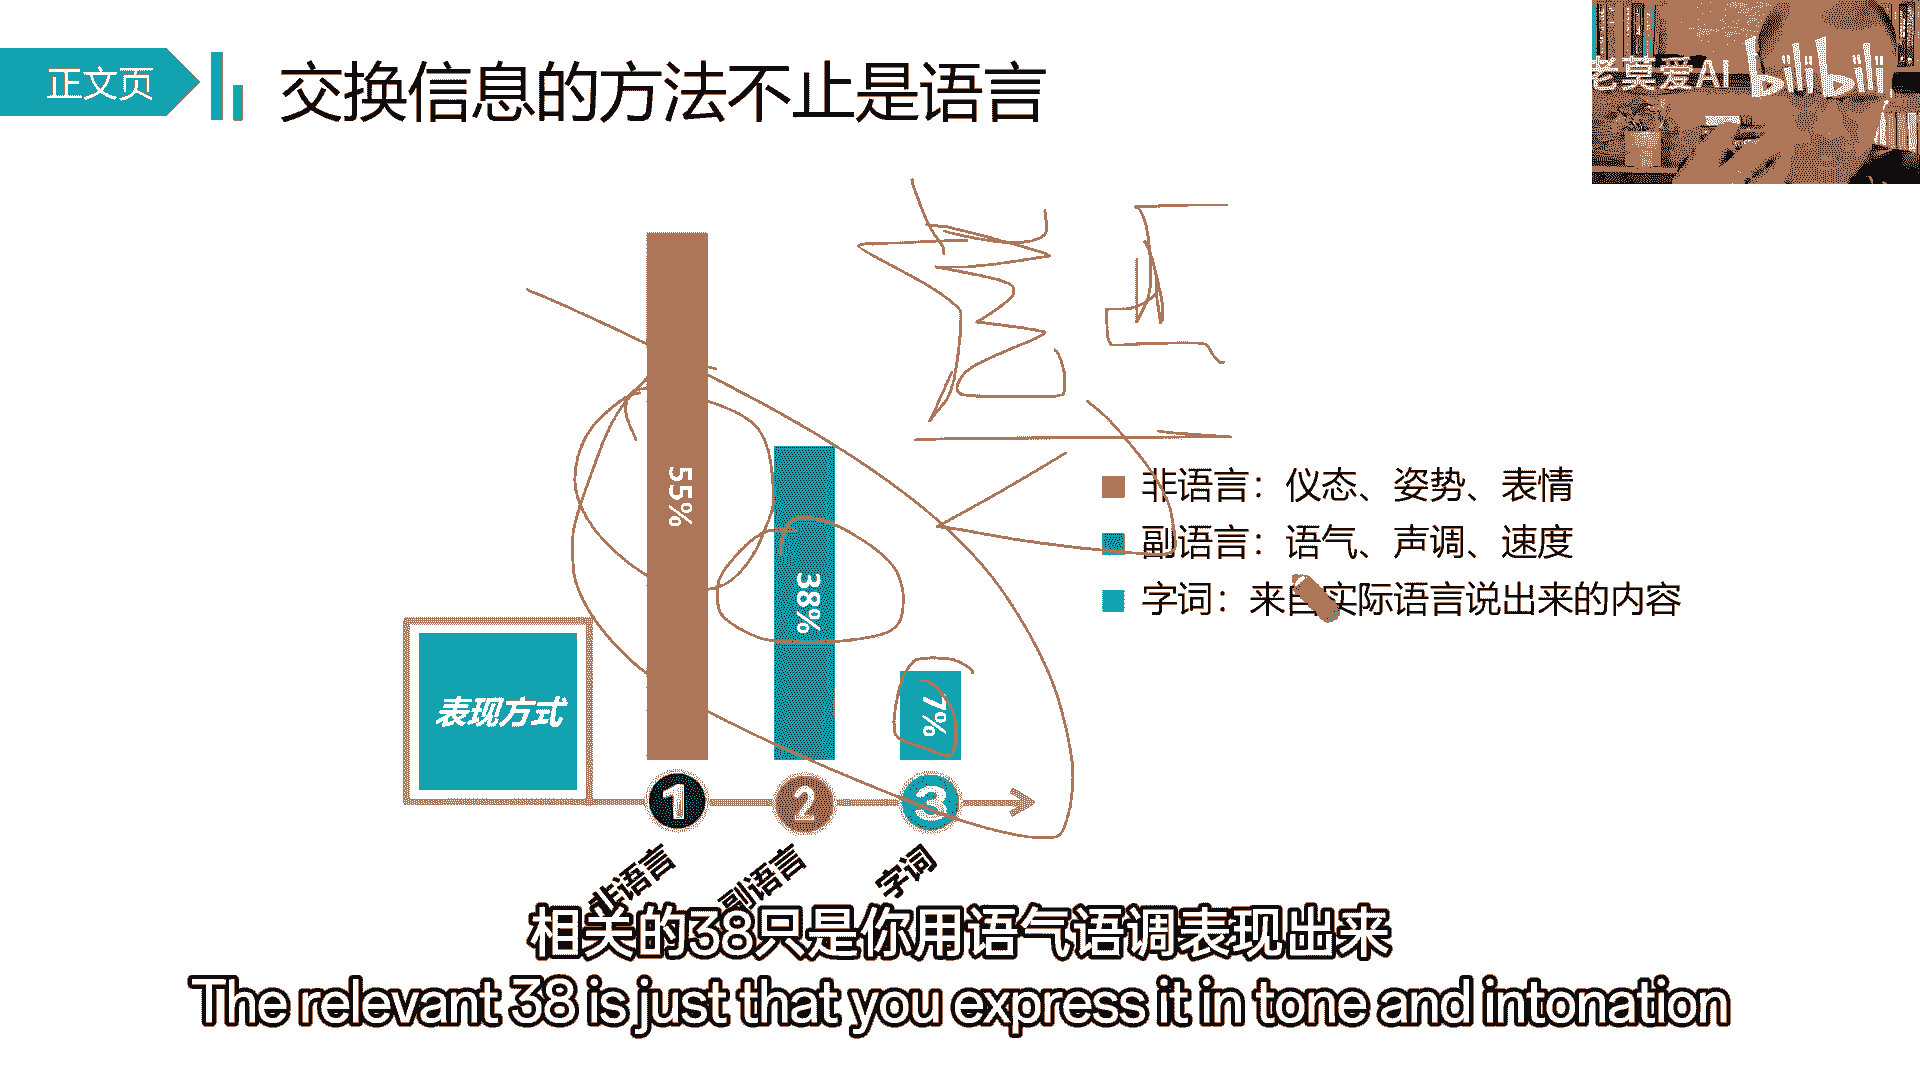 正文页
交换信息的方法不止是语言
老莫爱AI bilibili
55%
38%
7%
非语言：仪态、姿势、表情
副语言：语气、声调、速度
字词：来自实际语言说出来的内容
表现方式
1 2 3
非语言 副语言 字词
相关的38只是你用语气语调表现出来
The relevant 38 is just that you express it in tone and intonation